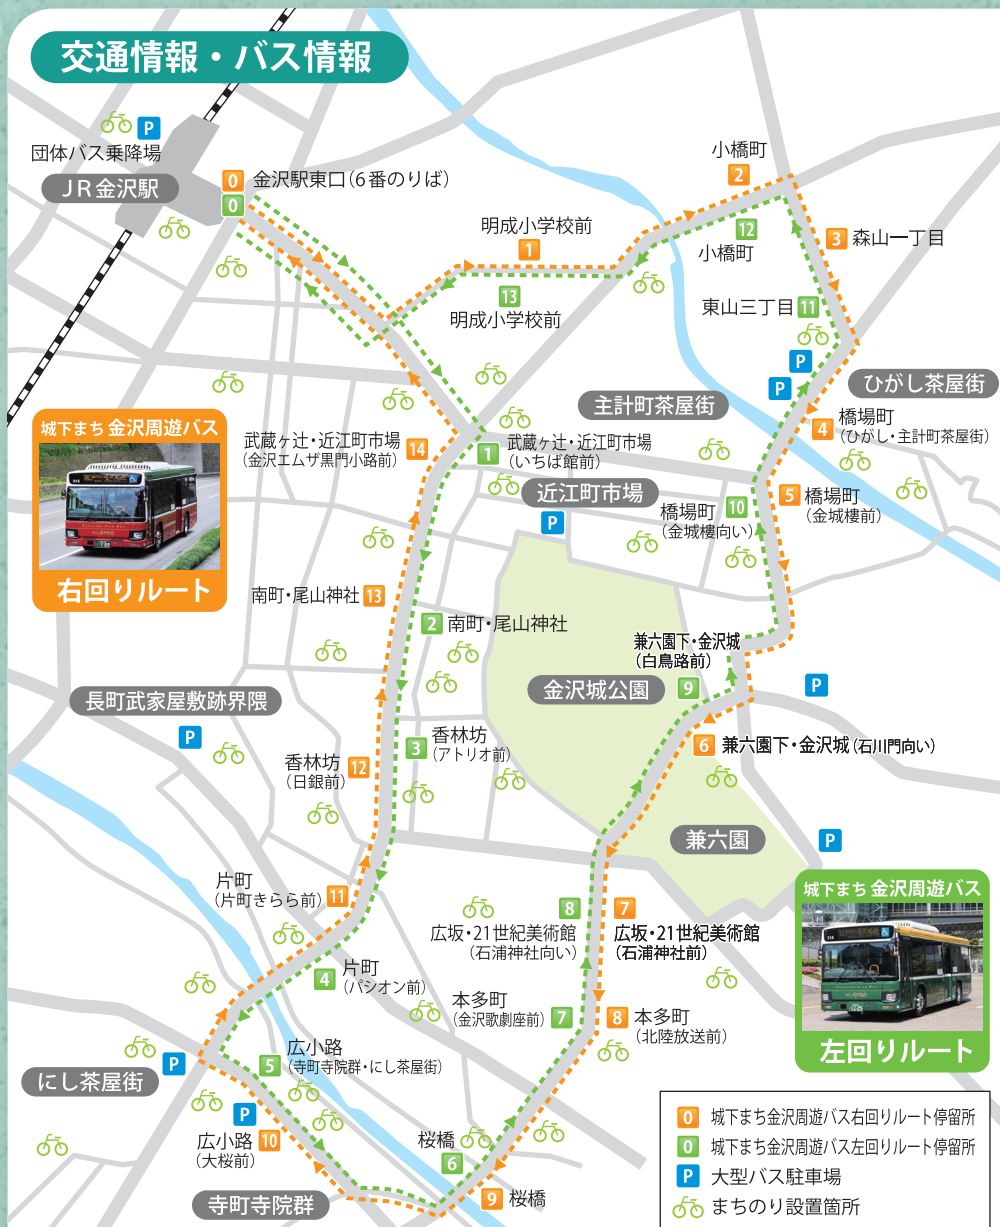 交通情報・バス情報
P
団体バス乗降場
JR金沢駅
0 金沢駅東口(6番のりば)
0
小橋町
2
明成小学校前
1
12
小橋町
3 森山一丁目
13
明成小学校前
東山三丁目 11
P
P
ひがし茶屋街
主計町茶屋街
4 橋場町
(ひがし・主計町茶屋街)
城下まち 金沢周遊バス
右回りルート
武蔵ヶ辻・近江町市場
(金沢エムザ黒門小路前)
14
1 武蔵ヶ辻・近江町市場
(いちば館前)
近江町市場
P
橋場町
(金城樓向い)
10
5 橋場町
(金城樓前)
南町・尾山神社 13
2 南町・尾山神社
兼六園下・金沢城
(白鳥路前)
9
金沢城公園
P
長町武家屋敷跡界隈
P
3 香林坊
(アトリオ前)
香林坊
(日銀前)
12
6 兼六園下・金沢城(石川門向い)
兼六園
P
片町
(片町きらら前)
11
8
広坂・21世紀美術館
(石浦神社向い)
7
広坂・21世紀美術館
(石浦神社前)
城下まち 金沢周遊バス
左回りルート
4 片町
(パシオン前)
本多町
(金沢歌劇座前)
7
8 本多町
(北陸放送前)
5 広小路
(寺町寺院群・にし茶屋街)
P
にし茶屋街
P
広小路
(大桜前)
10
桜橋
6
9 桜橋
寺町寺院群
0 城下まち金沢周遊バス右回りルート停留所
0 城下まち金沢周遊バス左回りルート停留所
P 大型バス駐車場
まちのり設置箇所